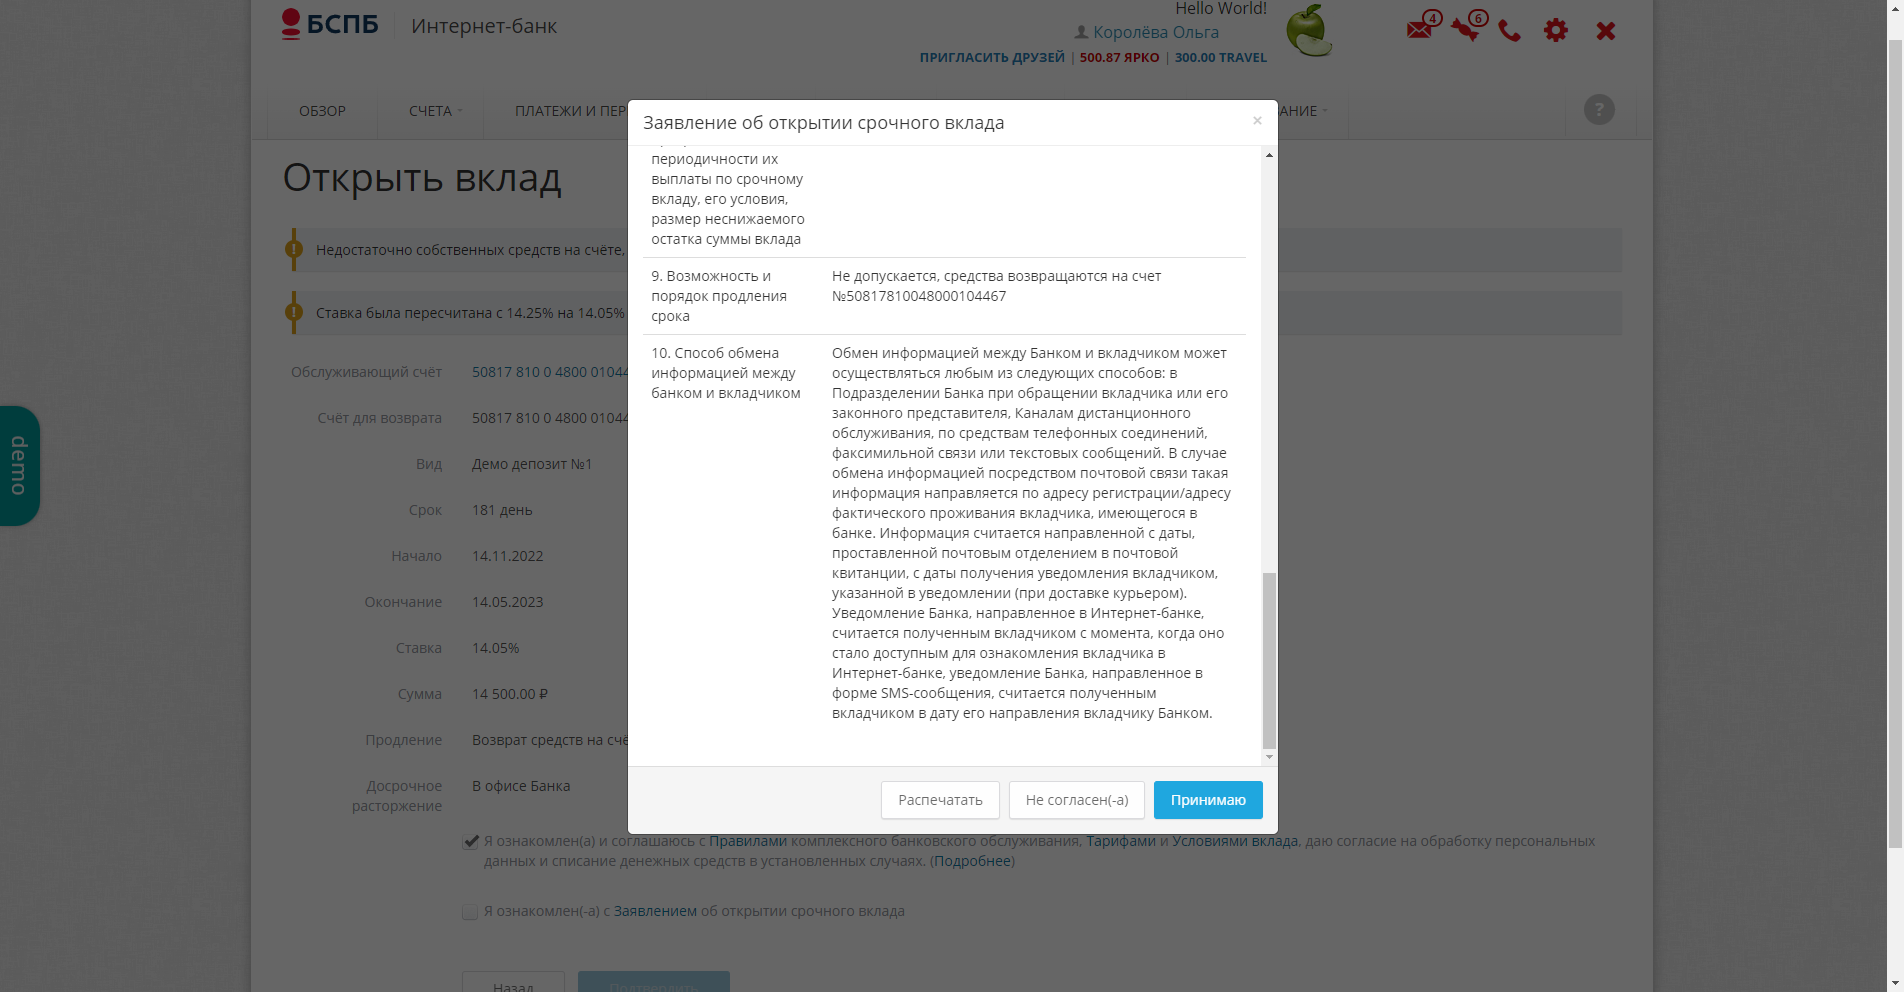 БСПБ
Интернет-банк
Hello World!
Королёва Ольга
ПРИГЛАСИТЬ ДРУЗЕЙ | 500.87 ЯРКО | 300.00 TRAVEL
4
6
ОБЗОР
СЧЕТА
ПЛАТЕЖИ И ПЕР
АНИЕ
?
Открыть вклад
Недостаточно собственных средств на счёте,
Ставка была пересчитана с 14.25% на 14.05%
Обслуживающий счёт 50817 810 0 4800 01044
Счёт для возврата 50817 810 0 4800 01044
Вид Демо депозит №1
Срок 181 день
Начало 14.11.2022
Окончание 14.05.2023
Ставка 14.05%
Сумма 14 500.00 ₽
Продление Возврат средств на счё
Досрочное расторжение В офисе Банка
Я ознакомлен(а) и соглашаюсь с Правилами комплексного банковского обслуживания, Тарифами и Условиями вклада, даю согласие на обработку персональных
данных и списание денежных средств в установленных случаях. (Подробнее)
Я ознакомлен(-а) с Заявлением об открытии срочного вклада
Назад
Подтвердить
demo
Заявление об открытии срочного вклада
×
периодичности их
выплаты по срочному
вкладу, его условия,
размер неснижаемого
остатка суммы вклада
9. Возможность и
порядок продления
срока
Не допускается, средства возвращаются на счет
№50817810048000104467
10. Способ обмена
информацией между
банком и вкладчиком
Обмен информацией между Банком и вкладчиком может
осуществляться любым из следующих способов: в
Подразделении Банка при обращении вкладчика или его
законного представителя, Каналам дистанционного
обслуживания, по средствам телефонных соединений,
факсимильной связи или текстовых сообщений. В случае
обмена информацией посредством почтовой связи такая
информация направляется по адресу регистрации/адресу
фактического проживания вкладчика, имеющегося в
банке. Информация считается направленной с даты,
проставленной почтовым отделением в почтовой
квитанции, с даты получения уведомления вкладчиком,
указанной в уведомлении (при доставке курьером).
Уведомление Банка, направленное в Интернет-банке,
считается полученным вкладчиком с момента, когда оно
стало доступным для ознакомления вкладчика в
Интернет-банке, уведомление Банка, направленное в
форме SMS-сообщения, считается полученным
вкладчиком в дату его направления вкладчику Банком.
Распечатать
Не согласен(-а)
Принимаю